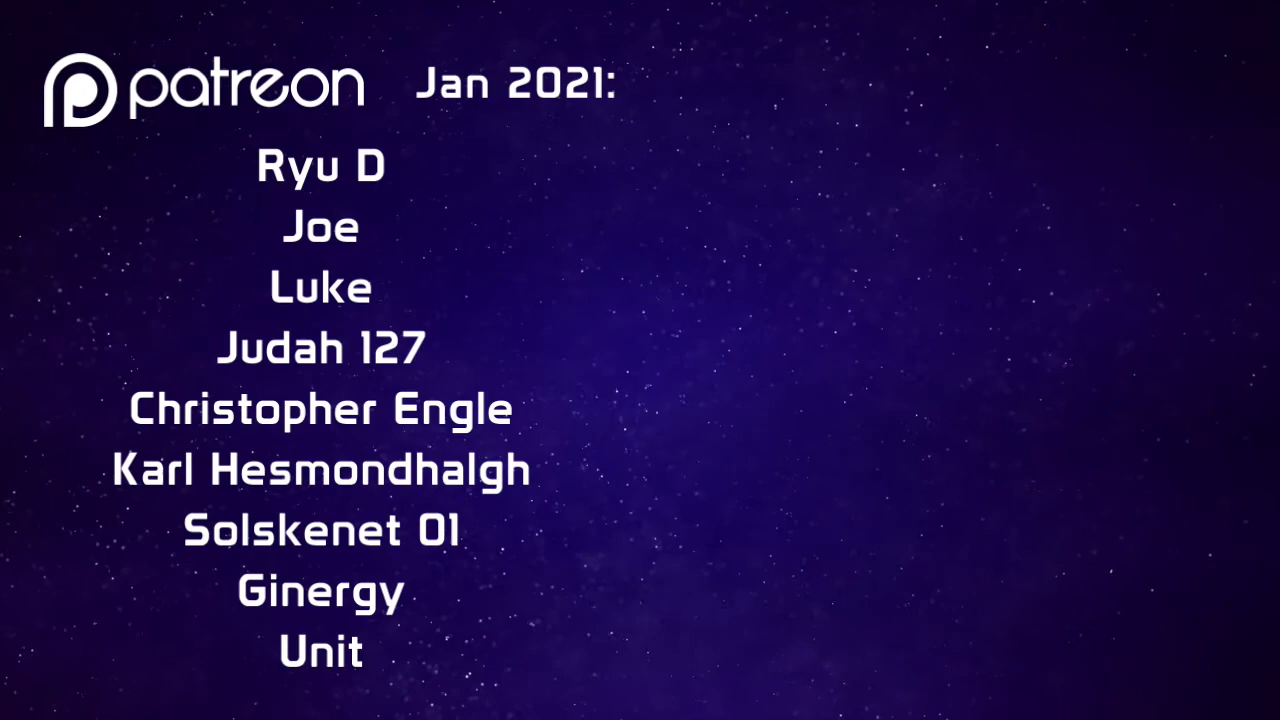 patreon Jan 2021:
Ryu D
Joe
Luke
Judah 127
Christopher Engle
Karl Hesmondhalgh
Solskenet 01
Ginergy
Unit